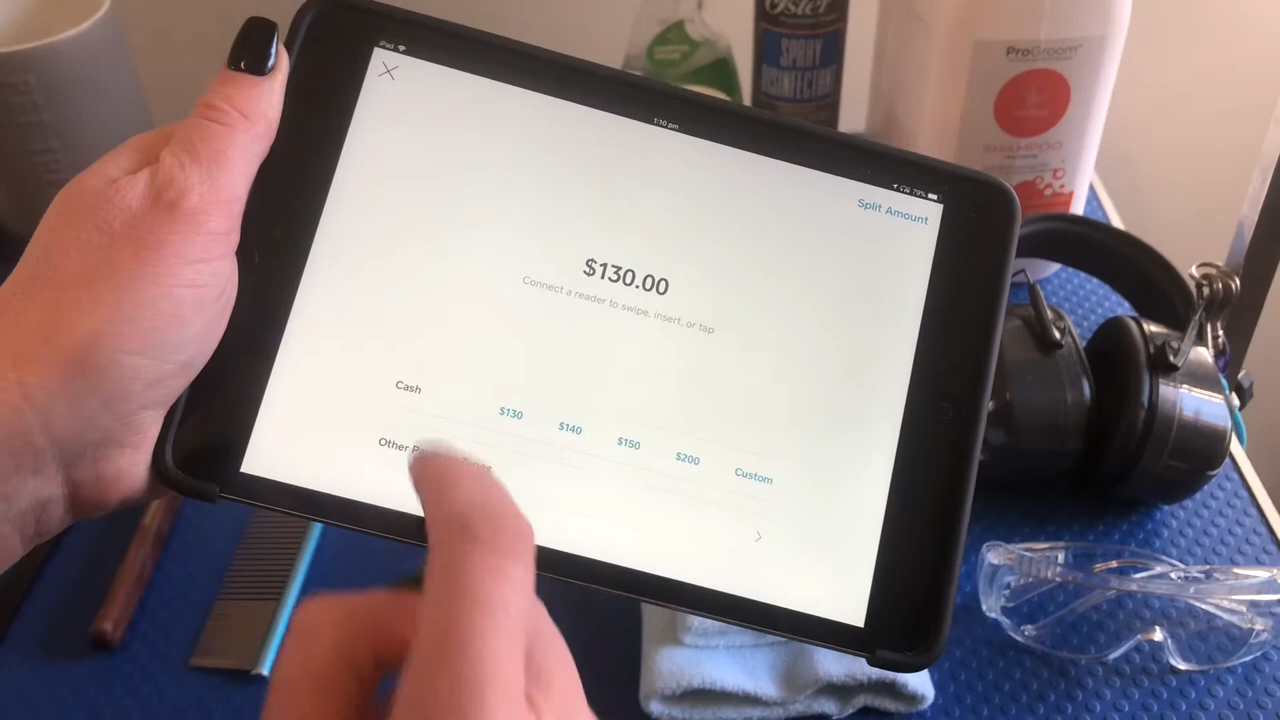 iPad
1:10 pm
79%
Split Amount
$130.00
Connect a reader to swipe, insert, or tap
Cash
$130
$140
$150
$200
Custom
Other
Oster
SPRAY
DISINFECTANT
ProGroom
SHAMPOO